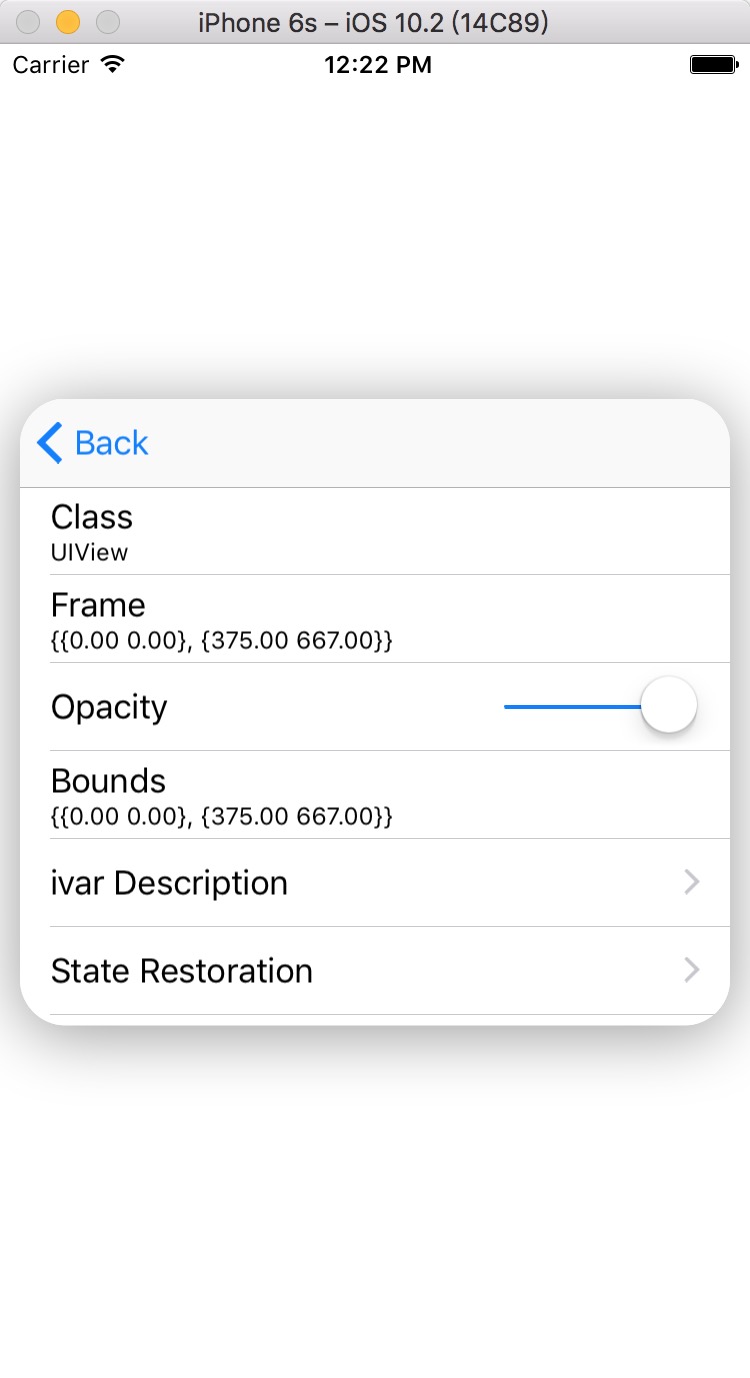 iPhone 6s – iOS 10.2 (14C89)
Carrier 12:22 PM
Back
Class
UIView
Frame
{{0.00 0.00}, {375.00 667.00}}
Opacity
Bounds
{{0.00 0.00}, {375.00 667.00}}
ivar Description
State Restoration